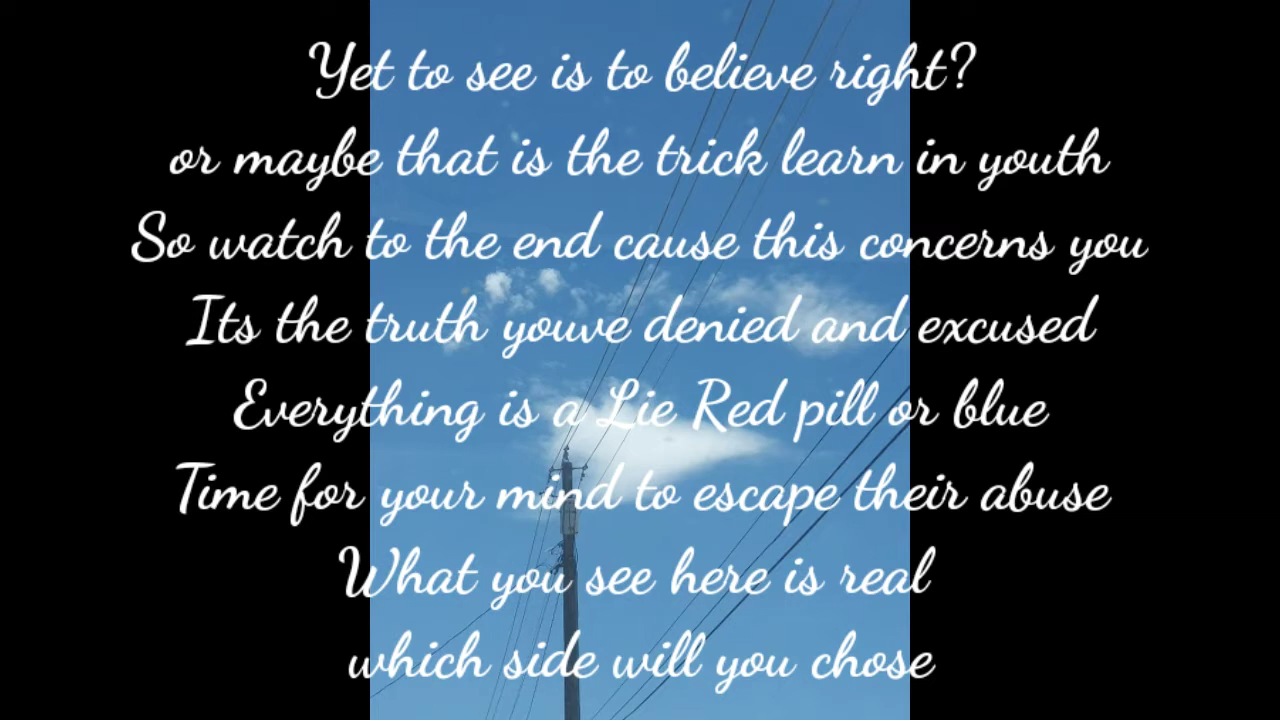 Yet to see is to believe right?
or maybe that is the trick learn in youth
So watch to the end cause this concerns you
Its the truth youve denied and excused
Everything is a Lie Red pill or blue
Time for your mind to escape their abuse
What you see here is real
which side will you chose